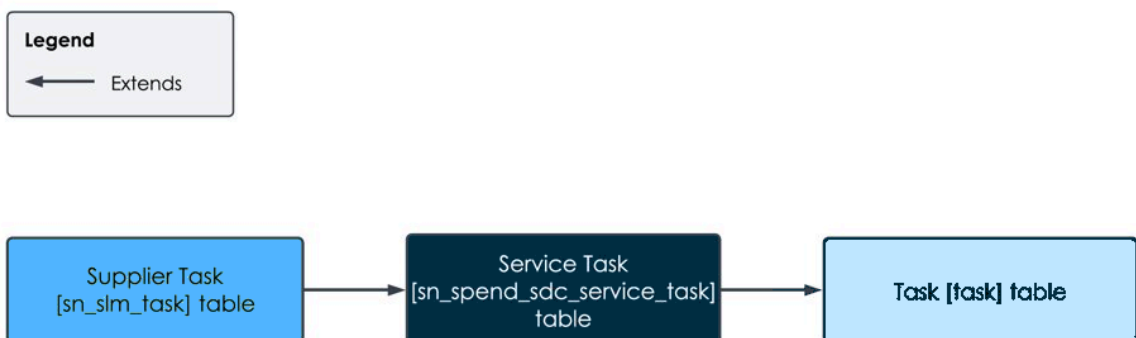 Legend
Extends
Supplier Task
[sn_slm_task] table
Service Task
[sn_spend_sdc_service_task]
table
Task [task] table